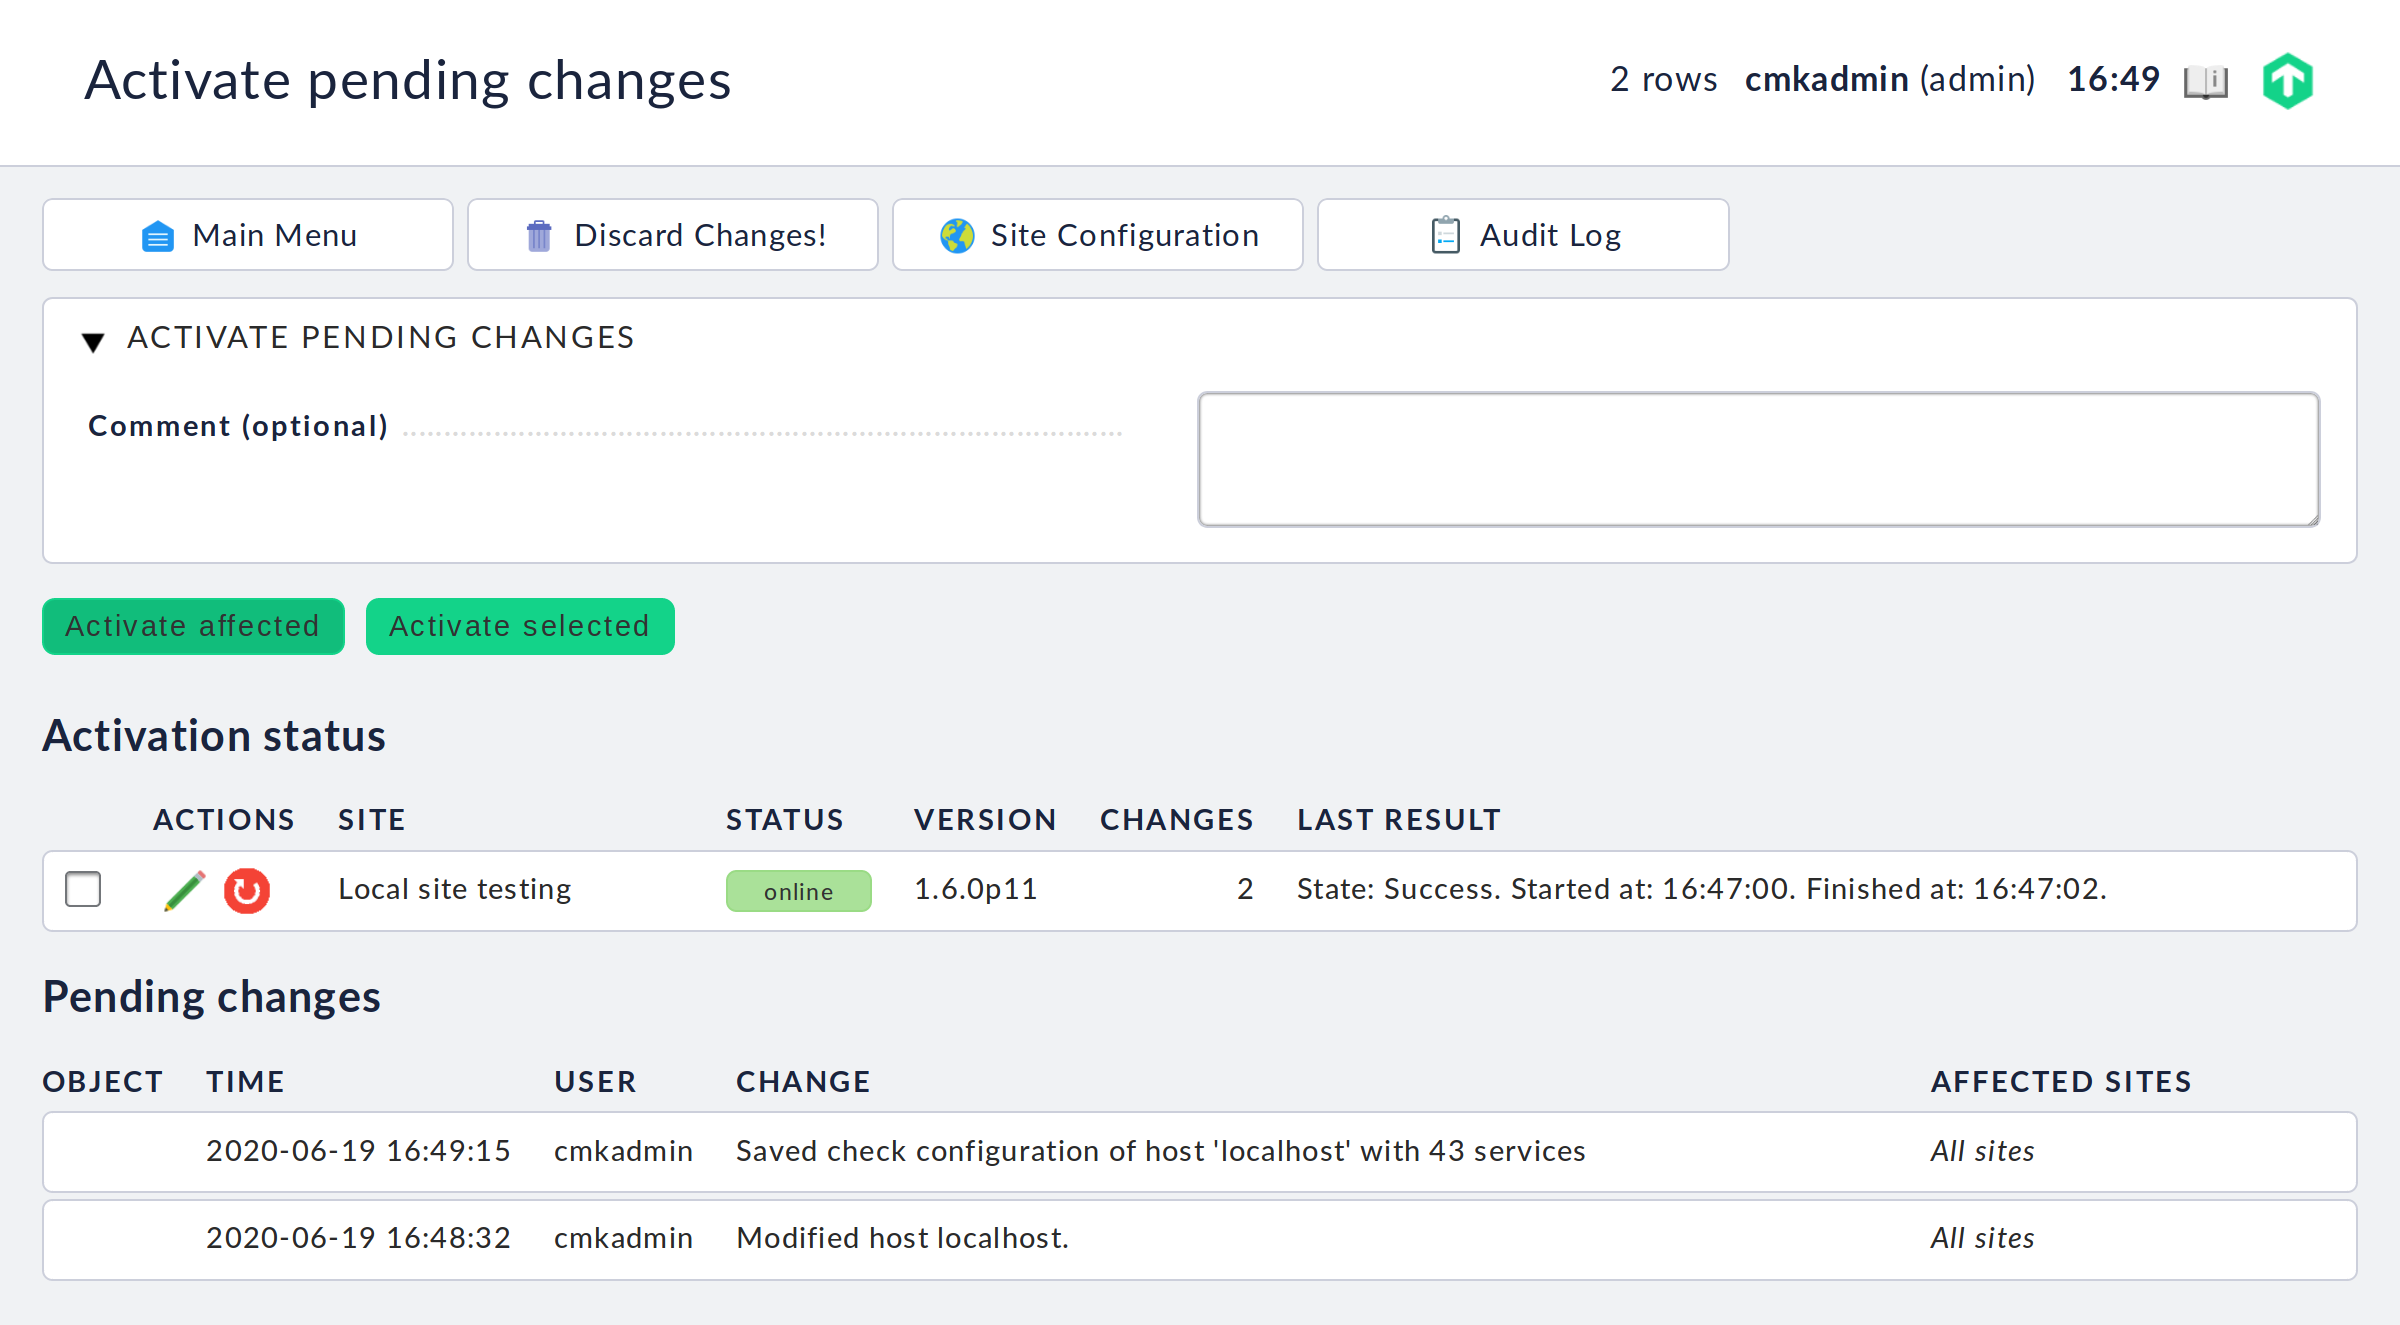 Activate pending changes
2 rows cmkadmin (admin) 16:49
Main Menu
Discard Changes!
Site Configuration
Audit Log
ACTIVATE PENDING CHANGES
Comment (optional)
Activate affected
Activate selected
Activation status
ACTIONS SITE STATUS VERSION CHANGES LAST RESULT
Local site testing online 1.6.0p11 2 State: Success. Started at: 16:47:00. Finished at: 16:47:02.
Pending changes
OBJECT TIME USER CHANGE AFFECTED SITES
2020-06-19 16:49:15 cmkadmin Saved check configuration of host 'localhost' with 43 services All sites
2020-06-19 16:48:32 cmkadmin Modified host localhost. All sites